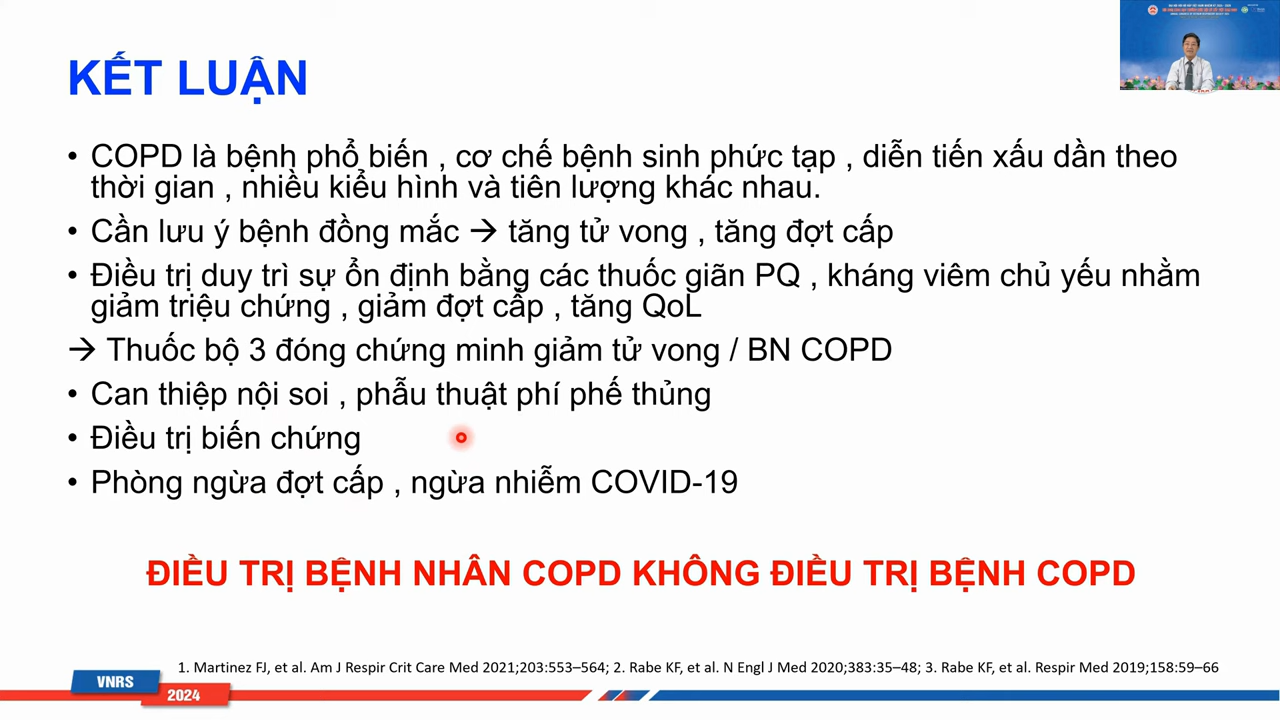 KẾT LUẬN
• COPD là bệnh phổ biến , cơ chế bệnh sinh phức tạp , diễn tiến xấu dần theo
thời gian , nhiều kiểu hình và tiên lượng khác nhau.
• Cần lưu ý bệnh đồng mắc → tăng tử vong , tăng đợt cấp
• Điều trị duy trì sự ổn định bằng các thuốc giãn PQ , kháng viêm chủ yếu nhằm
giảm triệu chứng , giảm đợt cấp , tăng QoL
→ Thuốc bộ 3 đóng chứng minh giảm tử vong / BN COPD
• Can thiệp nội soi , phẫu thuật phí phế thủng
• Điều trị biến chứng
• Phòng ngừa đợt cấp , ngừa nhiễm COVID-19
ĐIỀU TRỊ BỆNH NHÂN COPD KHÔNG ĐIỀU TRỊ BỆNH COPD
1. Martinez FJ, et al. Am J Respir Crit Care Med 2021;203:553–564; 2. Rabe KF, et al. N Engl J Med 2020;383:35–48; 3. Rabe KF, et al. Respir Med 2019;158:59–66
VNRS
2024